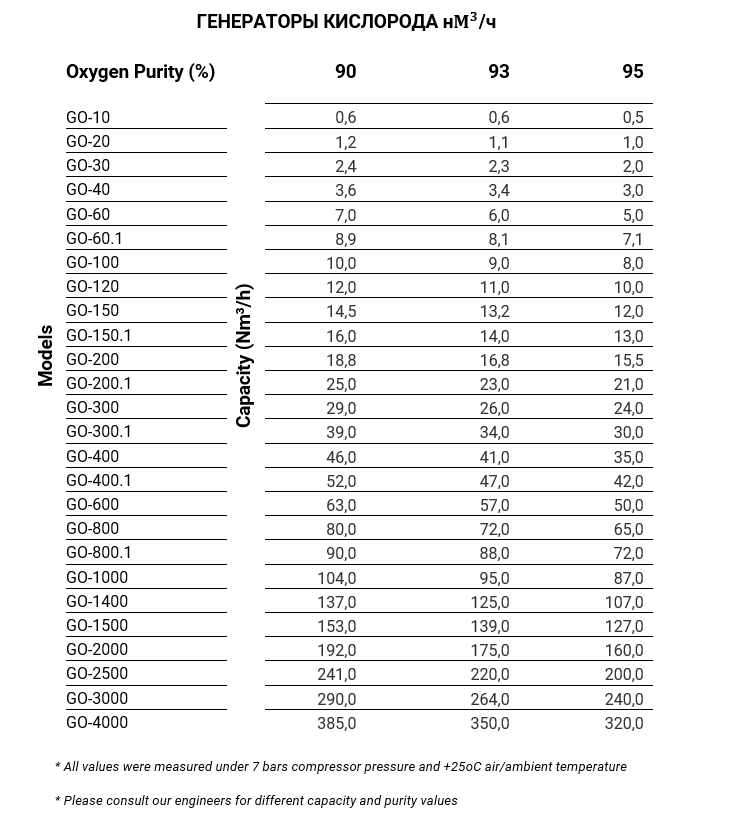 ГЕНЕРАТОРЫ КИСЛОРОДА нМ³/ч
Oxygen Purity (%) 90 93 95
Models
Capacity (Nm³/h)
GO-10 0,6 0,6 0,5
GO-20 1,2 1,1 1,0
GO-30 2,4 2,3 2,0
GO-40 3,6 3,4 3,0
GO-60 7,0 6,0 5,0
GO-60.1 8,9 8,1 7,1
GO-100 10,0 9,0 8,0
GO-120 12,0 11,0 10,0
GO-150 14,5 13,2 12,0
GO-150.1 16,0 14,0 13,0
GO-200 18,8 16,8 15,5
GO-200.1 25,0 23,0 21,0
GO-300 29,0 26,0 24,0
GO-300.1 39,0 34,0 30,0
GO-400 46,0 41,0 35,0
GO-400.1 52,0 47,0 42,0
GO-600 63,0 57,0 50,0
GO-800 80,0 72,0 65,0
GO-800.1 90,0 88,0 72,0
GO-1000 104,0 95,0 87,0
GO-1400 137,0 125,0 107,0
GO-1500 153,0 139,0 127,0
GO-2000 192,0 175,0 160,0
GO-2500 241,0 220,0 200,0
GO-3000 290,0 264,0 240,0
GO-4000 385,0 350,0 320,0
* All values were measured under 7 bars compressor pressure and +25oC air/ambient temperature
* Please consult our engineers for different capacity and purity values